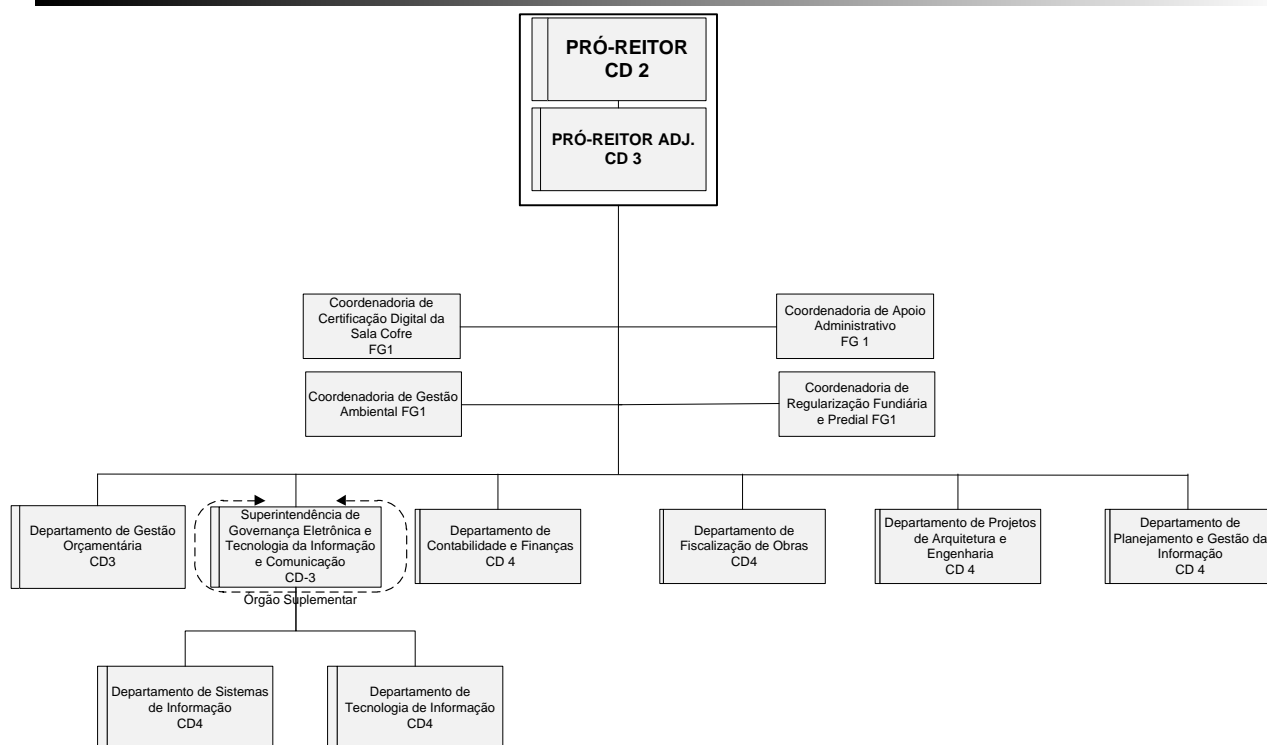 PRÓ-REITOR
CD 2
PRÓ-REITOR ADJ.
CD 3
Coordenadoria de
Certificação Digital da
Sala Cofre
FG1
Coordenadoria de Apoio
Administrativo
FG 1
Coordenadoria de Gestão
Ambiental FG1
Coordenadoria de
Regularização Fundiária
e Predial FG1
Departamento de Gestão
Orçamentária
CD3
Superintendência de
Governança Eletrônica e
Tecnologia da Informação
e Comunicação
CD-3
Órgão Suplementar
Departamento de
Contabilidade e Finanças
CD 4
Departamento de
Fiscalização de Obras
CD4
Departamento de Projetos
de Arquitetura e
Engenharia
CD 4
Departamento de
Planejamento e Gestão da
Informação
CD 4
Departamento de Sistemas
de Informação
CD4
Departamento de
Tecnologia de Informação
CD4